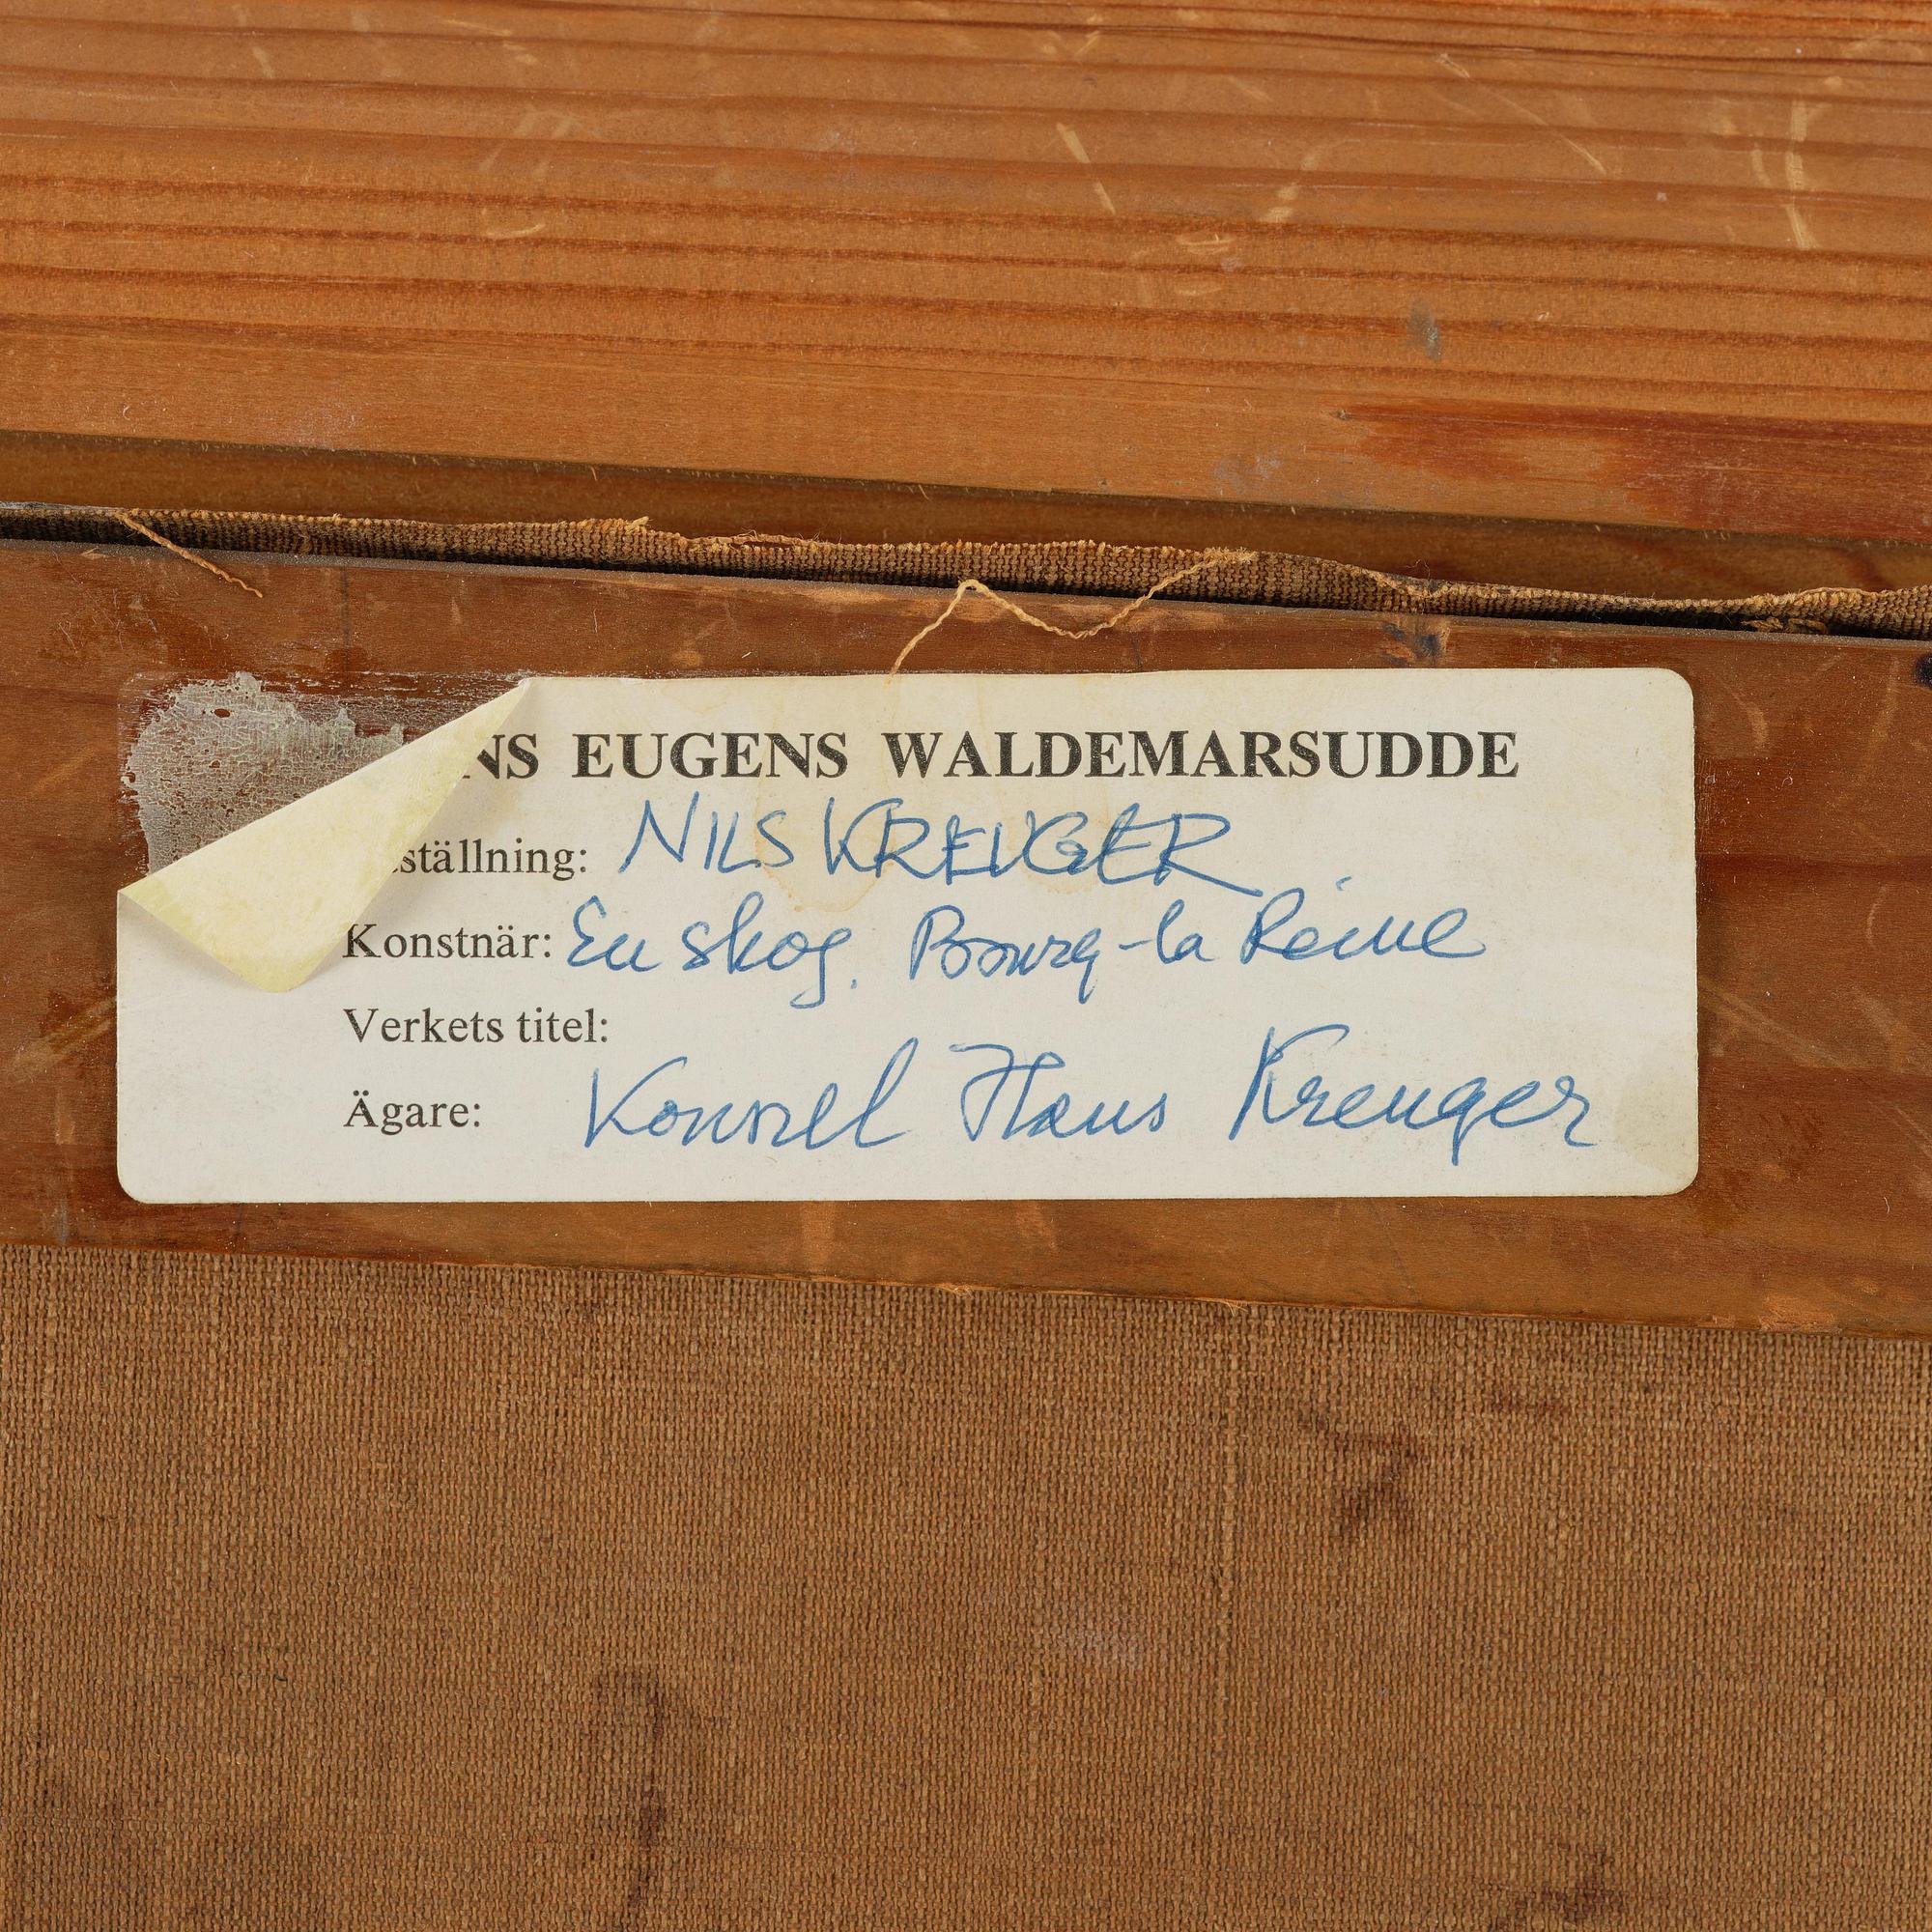 NS EUGENS WALDEMARSUDDE
ställning: NILS KREUGER
Konstnär: En skog. Bourg-la Reine
Verkets titel:
Ägare: Konsul Hans Kreuger